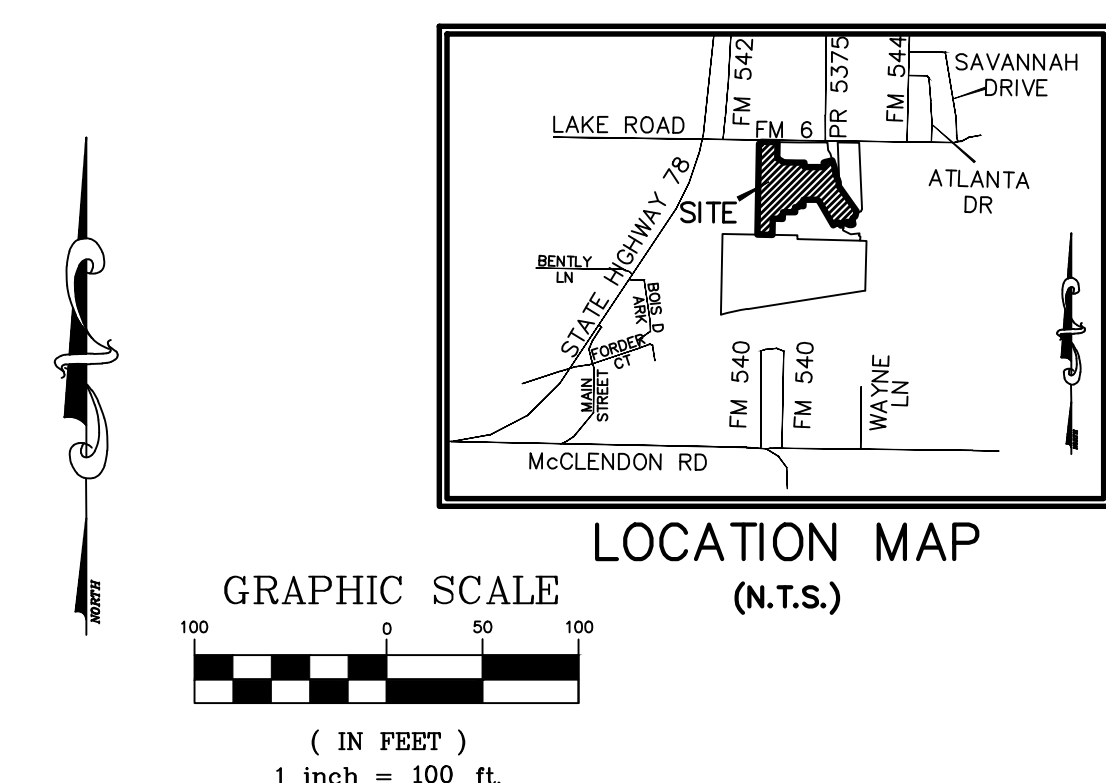 FM 542
PR 5375
FM 544
SAVANNAH
DRIVE
LAKE ROAD
FM 6
ATLANTA
DR
SITE
STATE HIGHWAY 78
BENTLY
LN
BOIS D
ARK
FORDER
CT
MAIN
STREET
FM 540
FM 540
WAYNE
LN
NORTH
McCLENDON RD
LOCATION MAP
(N.T.S.)
NORTH
GRAPHIC SCALE
100 0 50 100
( IN FEET )
1 inch = 100 ft.